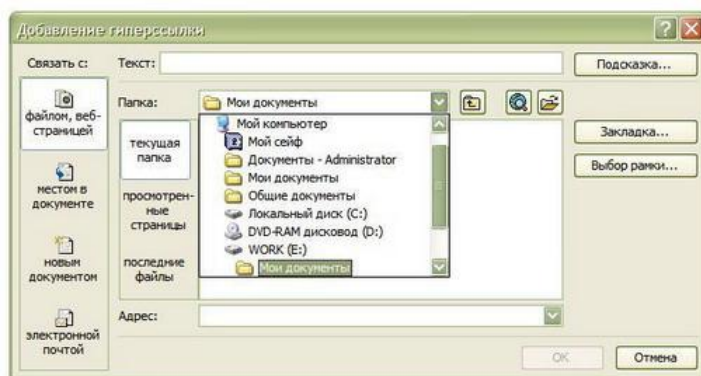 Добавление гиперссылки
Связать с:
Текст:
Подсказка...
файлом, веб-
страницей
местом в
документе
новым
документом
электронной
почтой
Папка:
Мои документы
текущая
папка
просмотрен-
ные
страницы
последние
файлы
Мой компьютер
Мой сейф
Документы - Administrator
Мои документы
Общие документы
Локальный диск (C:)
DVD-RAM дисковод (D:)
WORK (E:)
Мои документы
Закладка...
Выбор рамки...
Адрес:
ОК
Отмена